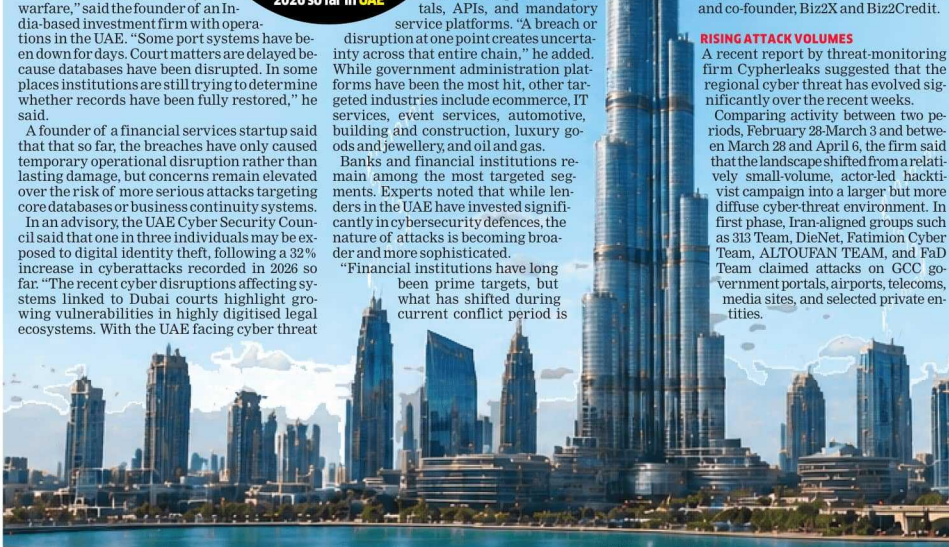 warfare,” said the founder of an In-
dia-based investment firm with opera-
tions in the UAE. “Some port systems have be-
en down for days. Court matters are delayed be-
cause databases have been disrupted. In some
places institutions are still trying to determine
whether records have been fully restored,” he
said.
A founder of a financial services startup said
that that so far, the breaches have only caused
temporary operational disruption rather than
lasting damage, but concerns remain elevated
over the risk of more serious attacks targeting
core databases or business continuity systems.
In an advisory, the UAE Cyber Security Coun-
cil said that one in three individuals may be ex-
posed to digital identity theft, following a 32%
increase in cyberattacks recorded in 2026 so
far. “The recent cyber disruptions affecting sy-
stems linked to Dubai courts highlight gro-
wing vulnerabilities in highly digitised legal
ecosystems. With the UAE facing cyber threat
2026 so far in UAE
tals, APIs, and mandatory
service platforms. “A breach or
disruption at one point creates uncerta-
inty across that entire chain,” he added.
While government administration plat-
forms have been the most hit, other tar-
geted industries include ecommerce, IT
services, event services, automotive,
building and construction, luxury go-
ods and jewellery, and oil and gas.
Banks and financial institutions re-
main among the most targeted seg-
ments. Experts noted that while len-
ders in the UAE have invested signifi-
cantly in cybersecurity defences, the
nature of attacks is becoming broa-
der and more sophisticated.
“Financial institutions have long
been prime targets, but
what has shifted during
current conflict period is
and co-founder, Biz2X and Biz2Credit.
RISING ATTACK VOLUMES
A recent report by threat-monitoring
firm Cypherleaks suggested that the
regional cyber threat has evolved sig-
nificantly over the recent weeks.
Comparing activity between two pe-
riods, February 28-March 3 and betwe-
en March 28 and April 6, the firm said
that the landscape shifted from a relati-
vely small-volume, actor-led hackti-
vist campaign into a larger but more
diffuse cyber-threat environment. In
first phase, Iran-aligned groups such
as 313 Team, DieNet, Fatimion Cyber
Team, ALTOUFAN TEAM, and FaD
Team claimed attacks on GCC go-
vernment portals, airports, telecoms,
media sites, and selected private en-
tities.